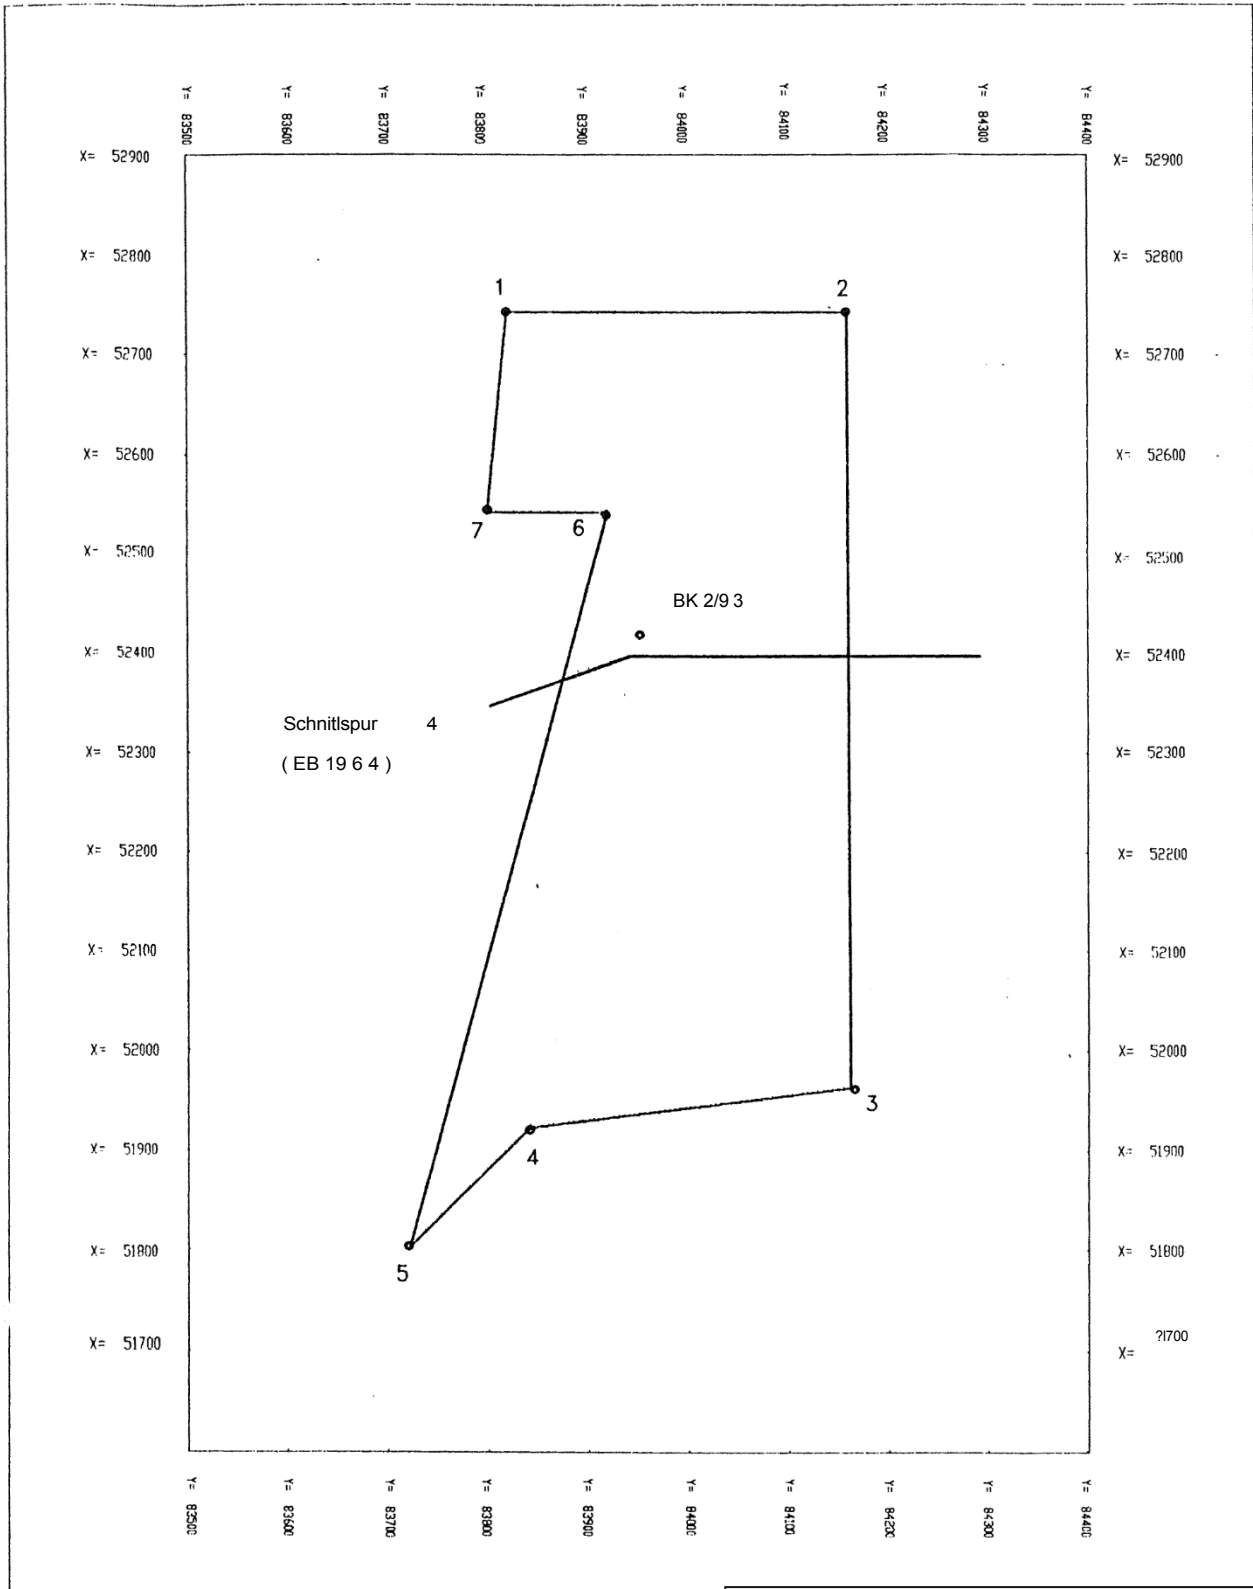 Y= 83500
Y= 83600
Y= 83700
Y= 83800
Y= 83900
Y= 84000
Y= 84100
Y= 84200
Y= 84300
Y= 84400
X= 52900
X= 52900
X= 52800
X= 52800
1
2
X= 52700
X= 52700
X= 52600
X= 52600
7
6
X= 52500
X= 52500
BK 2/9 3
X= 52400
X= 52400
Schnitlspur 4
( EB 19 6 4 )
X= 52300
X= 52300
X= 52200
X= 52200
X= 52100
X= 52100
X= 52000
X= 52000
3
X= 51900
X= 51900
4
X= 51800
X= 51800
5
X= 51700
X= ?I700
Y= 83500
Y= 83600
Y= 83700
Y= 83800
Y= 83900
Y= 84000
Y= 84100
Y= 84200
Y= 84300
Y= 84400